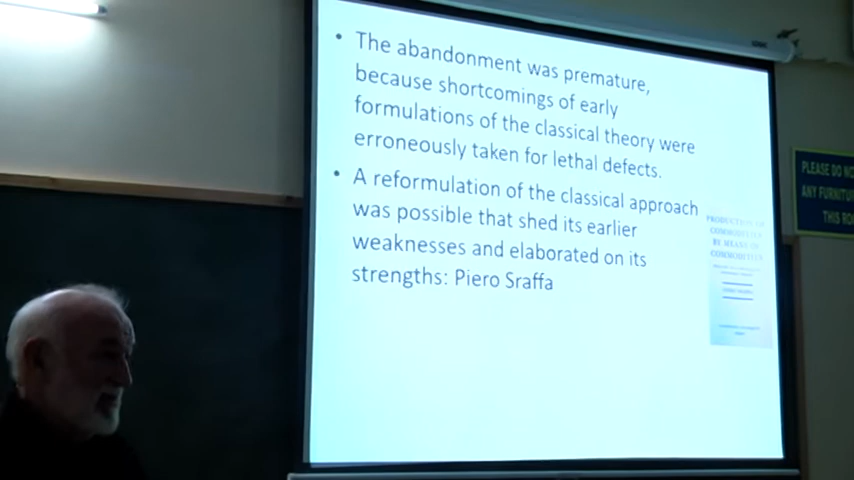 • The abandonment was premature,
because shortcomings of early
formulations of the classical theory were
erroneously taken for lethal defects.
• A reformulation of the classical approach
was possible that shed its earlier
weaknesses and elaborated on its
strengths: Piero Sraffa
PRODUCTION OF
COMMODITIES
BY MEANS OF
COMMODITIES
PLEASE DO NO
ANY FURNITU
THIS RO